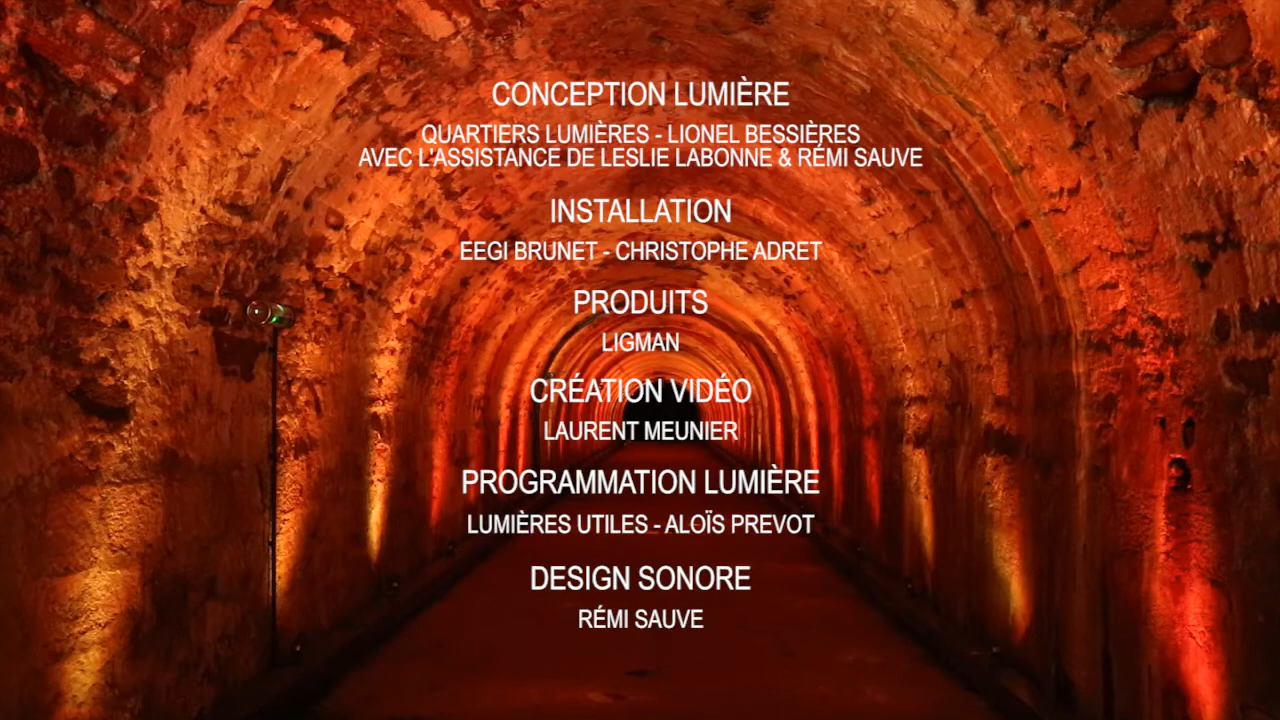 CONCEPTION LUMIÈRE
QUARTIERS LUMIÈRES - LIONEL BESSIÈRES
AVEC L'ASSISTANCE DE LESLIE LABONNE & RÉMI SAUVE
INSTALLATION
EEGI BRUNET - CHRISTOPHE ADRET
PRODUITS
LIGMAN
CRÉATION VIDÉO
LAURENT MEUNIER
PROGRAMMATION LUMIÈRE
LUMIÈRES UTILES - ALOÏS PREVOT
DESIGN SONORE
RÉMI SAUVE